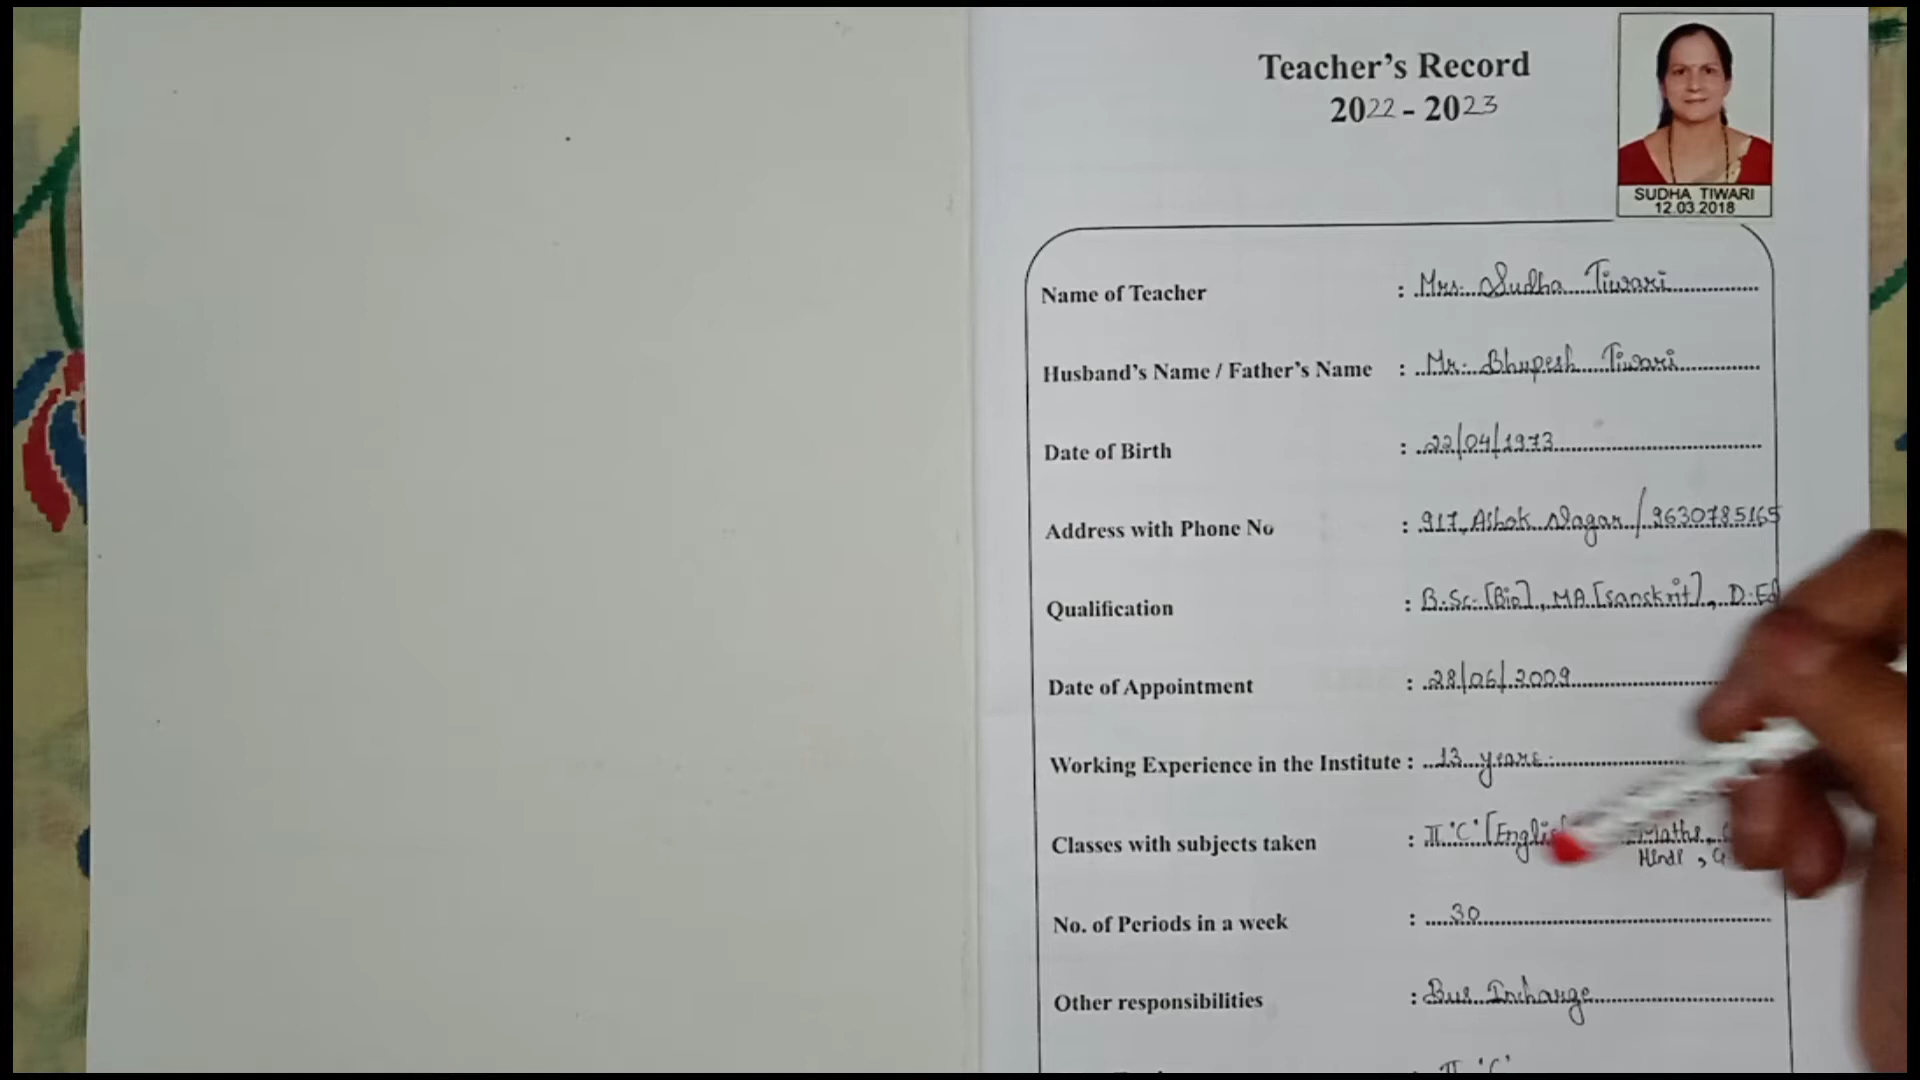 Teacher's Record
2022 - 2023
SUDHA TIWARI
12.03.2018
Name of Teacher : Mrs. Sudha Tiwari
Husband's Name / Father's Name : Mr. Bhupesh Tiwari
Date of Birth : 22/04/1973
Address with Phone No : 917, Ashok Nagar / 9630785165
Qualification : B.Sc. [Bio], MA [Sanskrit], D.Ed
Date of Appointment : 28/06/2009
Working Experience in the Institute : 13 years.
Classes with subjects taken : II 'C' [English Maths,
Hindi, G
No. of Periods in a week : 30
Other responsibilities : Bus Incharge
II 'C'